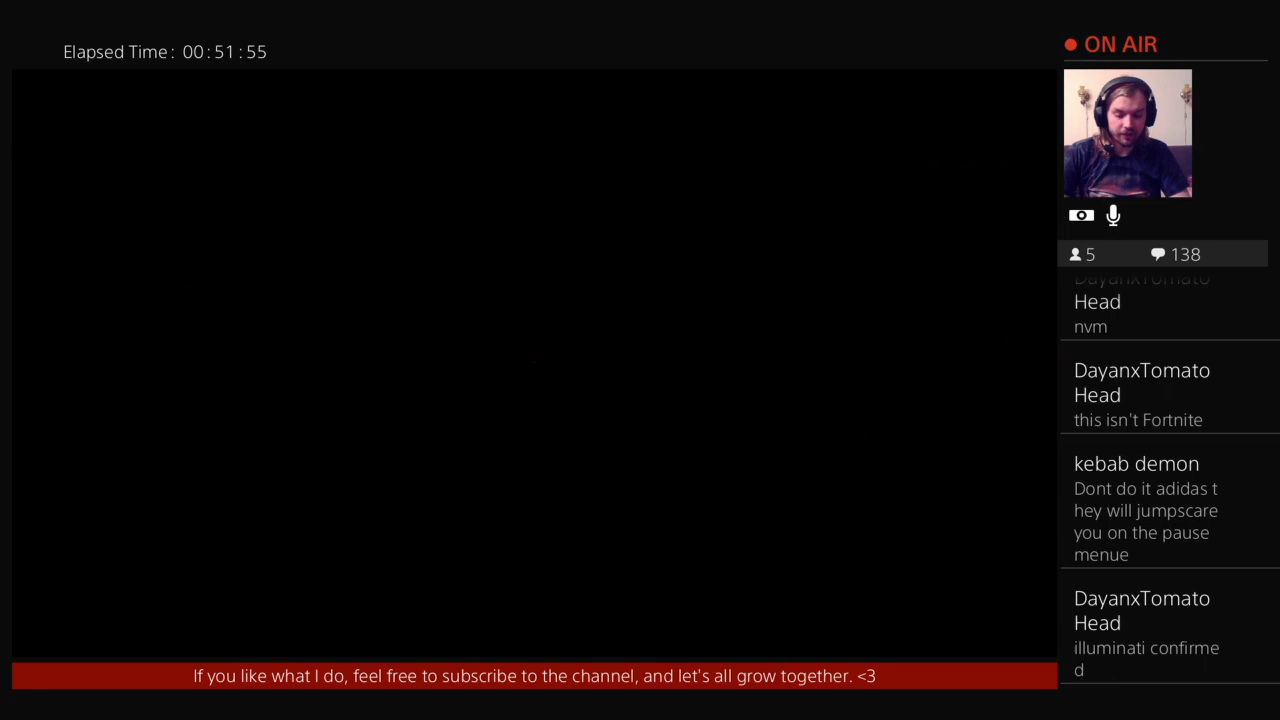 Elapsed Time: 00:51:55
ON AIR
5 138
DayanxTomato
Head
nvm
DayanxTomato
Head
this isn't Fortnite
kebab demon
Dont do it adidas t
hey will jumpscare
you on the pause
menue
DayanxTomato
Head
illuminati confirme
d
If you like what I do, feel free to subscribe to the channel, and let's all grow together. <3